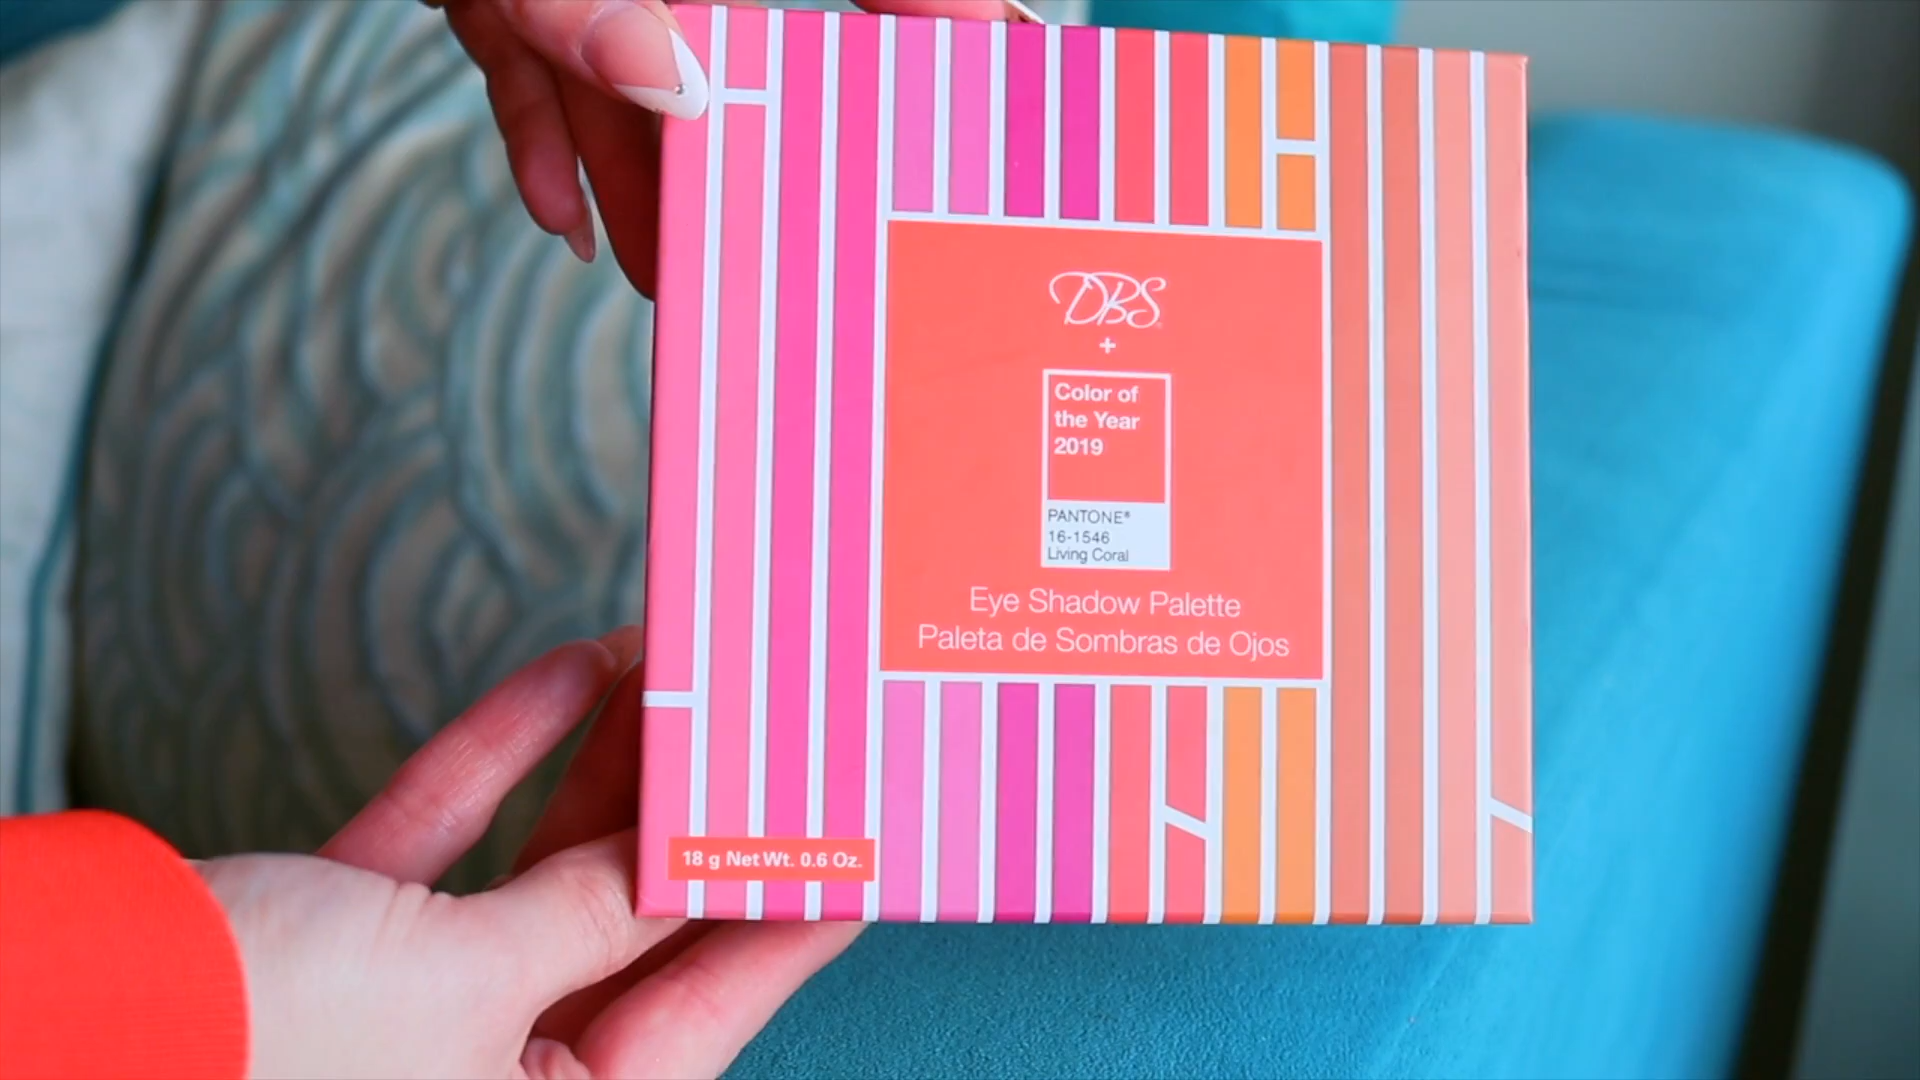 DBS
+
Color of
the Year
2019
PANTONE®
16-1546
Living Coral
Eye Shadow Palette
Paleta de Sombras de Ojos
18 g Net Wt. 0.6 Oz.